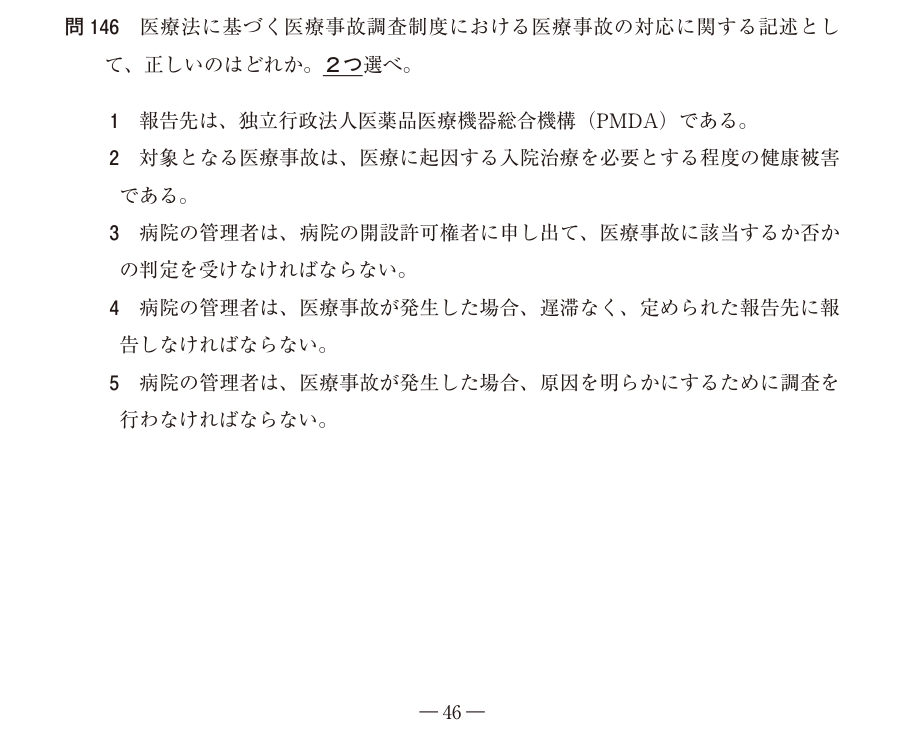 問 146 医療法に基づく医療事故調査制度における医療事故の対応に関する記述とし
て、正しいのはどれか。2つ選べ。
1 報告先は、独立行政法人医薬品医療機器総合機構（PMDA）である。
2 対象となる医療事故は、医療に起因する入院治療を必要とする程度の健康被害
である。
3 病院の管理者は、病院の開設許可権者に申し出て、医療事故に該当するか否か
の判定を受けなければならない。
4 病院の管理者は、医療事故が発生した場合、遅滞なく、定められた報告先に報
告しなければならない。
5 病院の管理者は、医療事故が発生した場合、原因を明らかにするために調査を
行わなければならない。
— 46 —